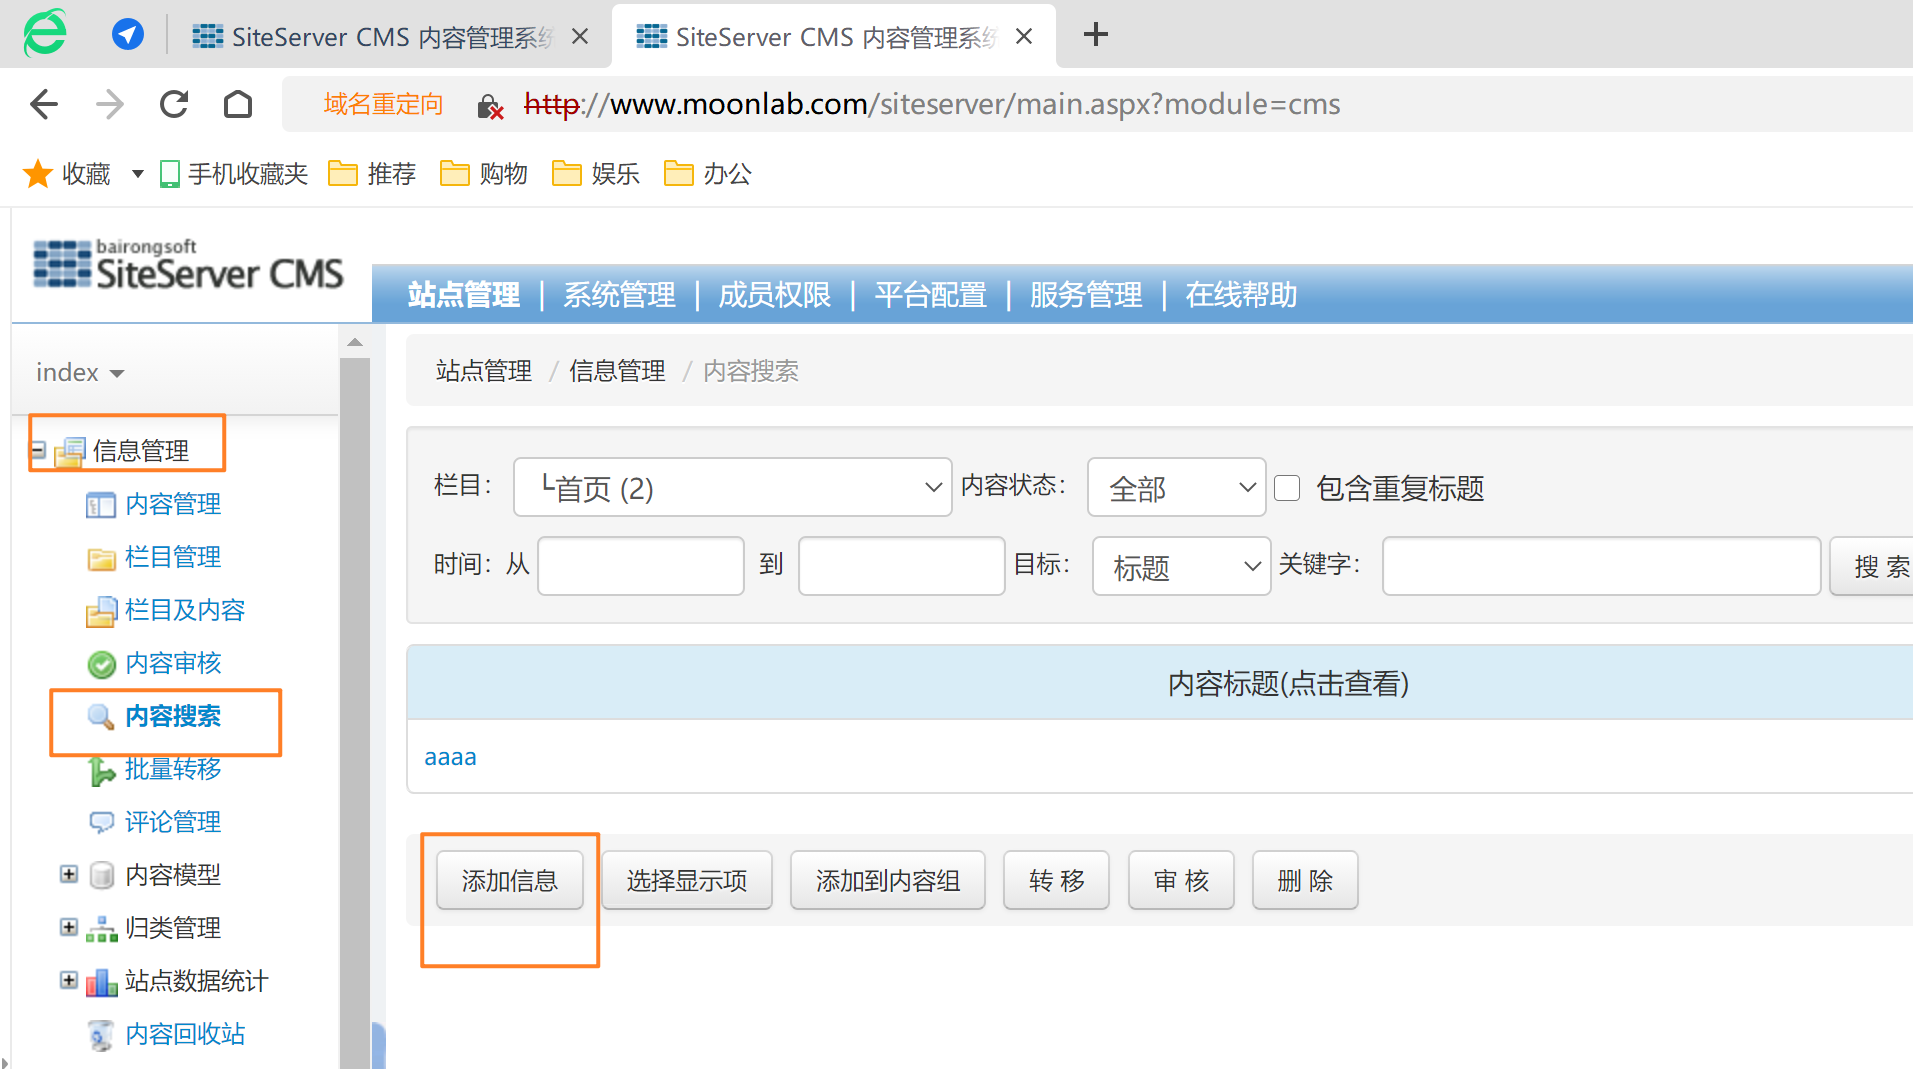 SiteServer CMS 内容管理系统
SiteServer CMS 内容管理系统
域名重定向 http://www.moonlab.com/siteserver/main.aspx?module=cms
收藏 手机收藏夹 推荐 购物 娱乐 办公
bairongsoft
SiteServer CMS
站点管理 | 系统管理 | 成员权限 | 平台配置 | 服务管理 | 在线帮助
index
信息管理
内容管理
栏目管理
栏目及内容
内容审核
内容搜索
批量转移
评论管理
内容模型
归类管理
站点数据统计
内容回收站
站点管理 / 信息管理 / 内容搜索
栏目： └首页 (2) 内容状态： 全部 包含重复标题
时间：从 到 目标： 标题 关键字： 搜 索
内容标题(点击查看)
aaaa
添加信息 选择显示项 添加到内容组 转 移 审 核 删 除